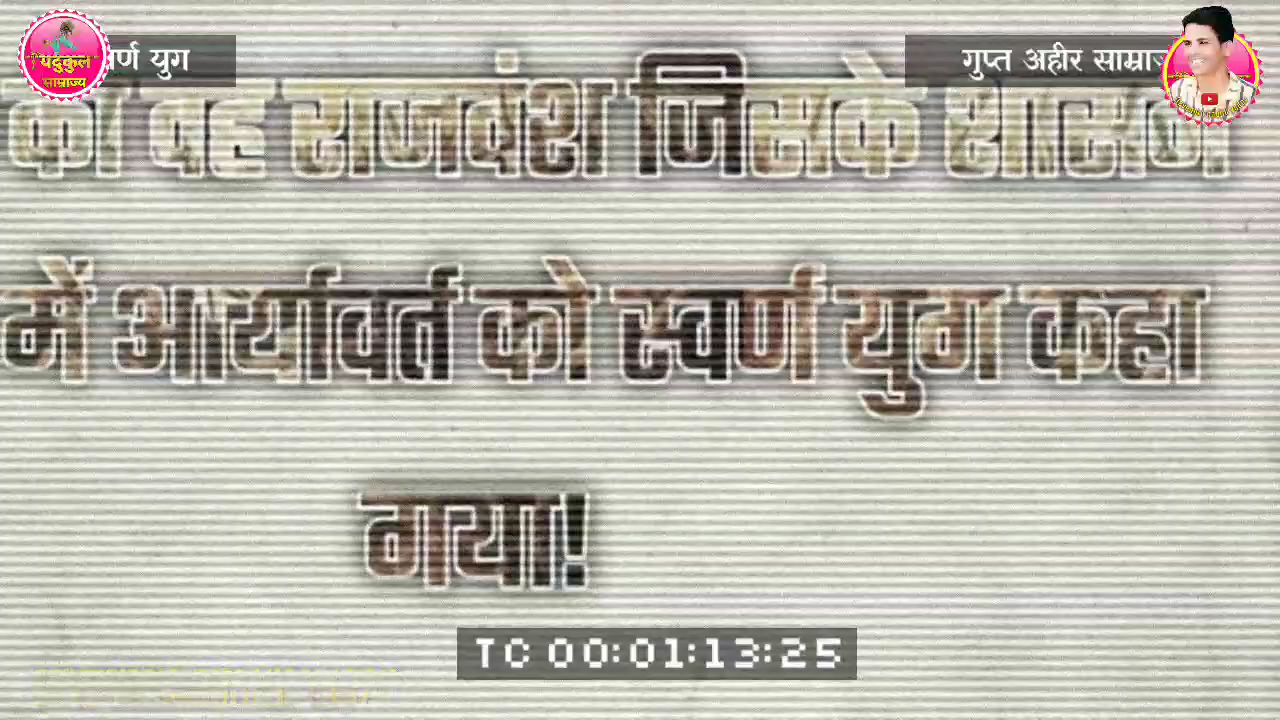 र्ण युग
यदुकुल
साम्राज्य
गुप्त अहीर साम्राज्
का वह राजवंश जिसके शासन
में आर्यावर्त को स्वर्ण युग कहा
गया!
TC 00:01:13:25